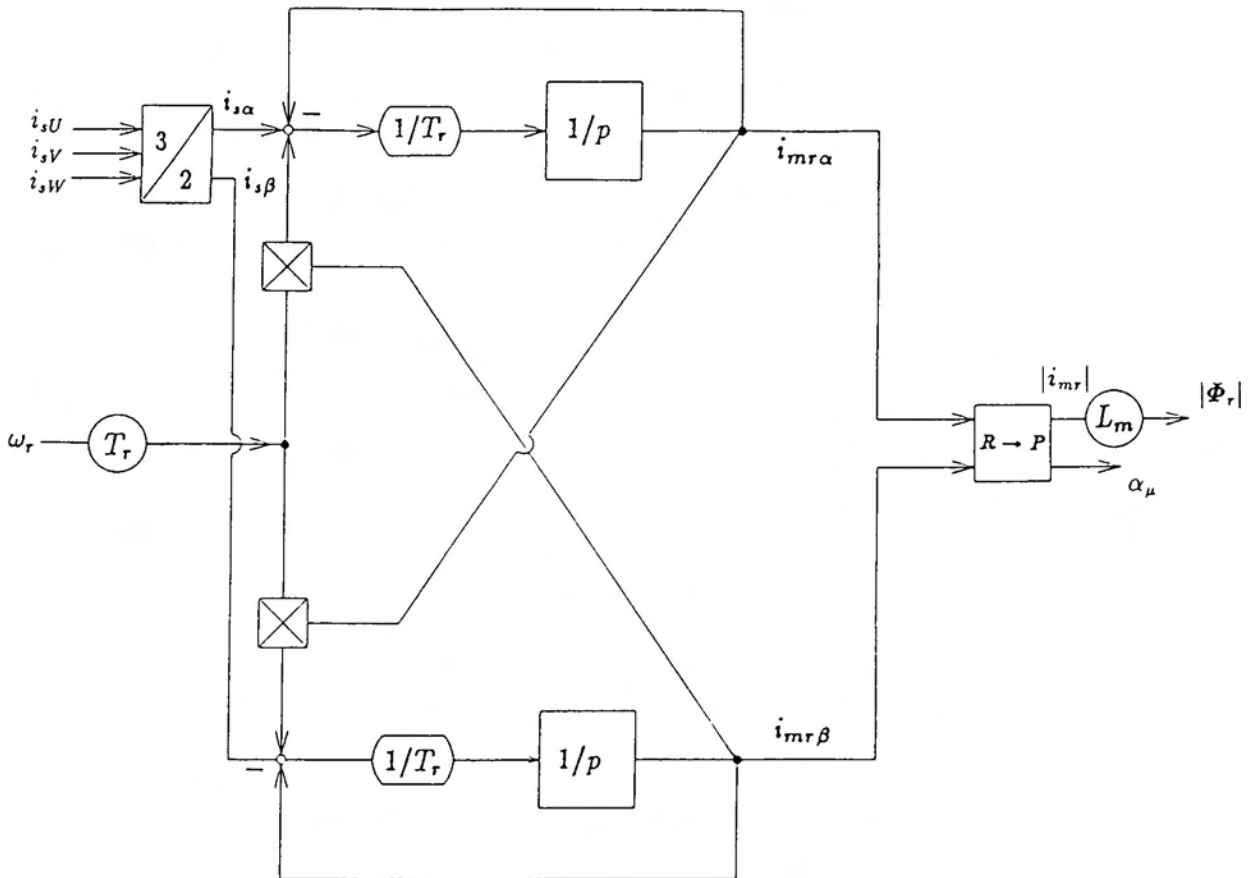 i_sU
i_sV
i_sW
3
2
i_sα
i_sβ
−
1/T_r
1/p
i_mrα
ω_r
T_r
|i_mr|
R → P
L_m
|Φ_r|
α_μ
i_mrβ
−
1/T_r
1/p